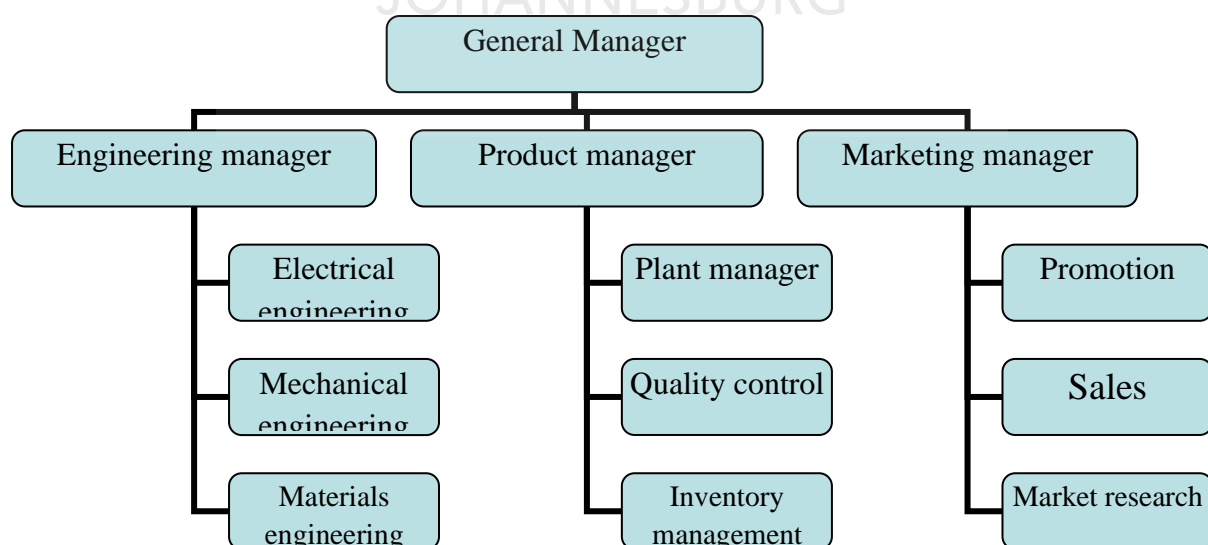 JOHANNESBURG
General Manager
Engineering manager
Product manager
Marketing manager
Electrical
engineering
Plant manager
Promotion
Mechanical
engineering
Quality control
Sales
Materials
engineering
Inventory
management
Market research